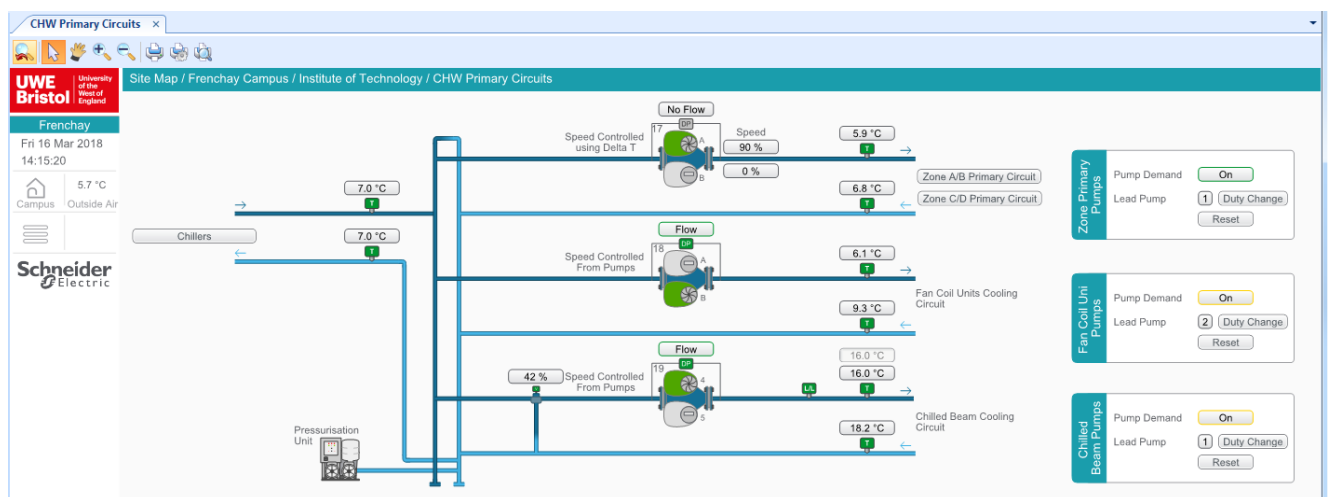 CHW Primary Circuits ×
UWE Bristol
University of the West of England
Site Map / Frenchay Campus / Institute of Technology / CHW Primary Circuits
Frenchay
Fri 16 Mar 2018
14:15:20
5.7 °C
Campus
Outside Air
Schneider
Electric
No Flow
17
DP
Speed Controlled
using Delta T
A
B
Speed
90 %
0 %
5.9 °C
T
6.8 °C
T
Zone A/B Primary Circuit
Zone C/D Primary Circuit
7.0 °C
T
Chillers
7.0 °C
T
Flow
18
DP
Speed Controlled
From Pumps
A
B
6.1 °C
T
Fan Coil Units Cooling
Circuit
9.3 °C
T
Flow
19
DP
42 %
Speed Controlled
From Pumps
4
5
L/L
16.0 °C
16.0 °C
T
Chilled Beam Cooling
Circuit
18.2 °C
T
Pressurisation
Unit
Zone Primary
Pumps
Pump Demand
On
Lead Pump
1
Duty Change
Reset
Fan Coil Uni
Pumps
Pump Demand
On
Lead Pump
2
Duty Change
Reset
Chilled
Beam Pumps
Pump Demand
On
Lead Pump
1
Duty Change
Reset